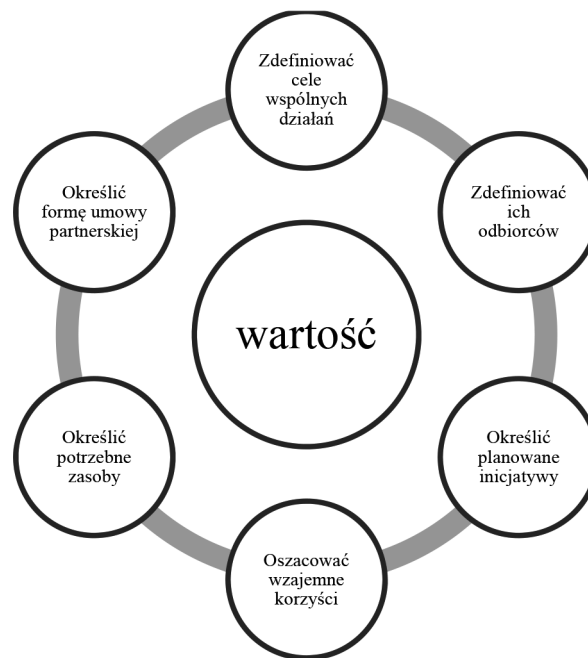 Zdefiniować
cele
wspólnych
działań
Zdefiniować
ich
odbiorców
Określić
planowane
inicjatywy
Oszacować
wzajemne
korzyści
Określić
potrzebne
zasoby
Określić
formę umowy
partnerskiej
wartość